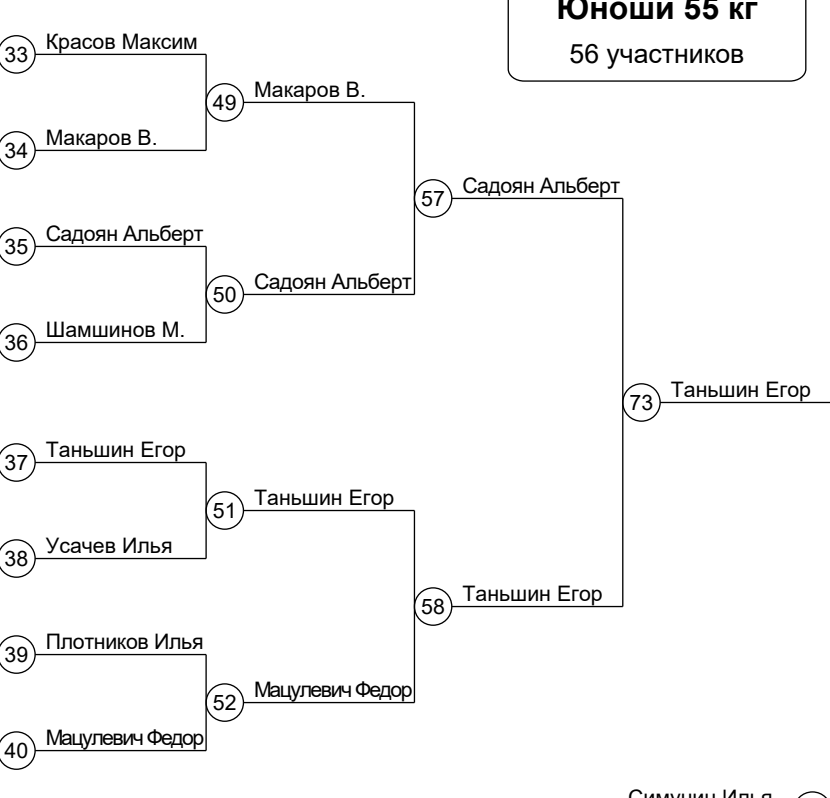 Юноши 55 кг
56 участников
33 Красов Максим
49 Макаров В.
34 Макаров В.
57 Садоян Альберт
35 Садоян Альберт
50 Садоян Альберт
36 Шамшинов М.
73 Таньшин Егор
37 Таньшин Егор
51 Таньшин Егор
38 Усачев Илья
58 Таньшин Егор
39 Плотников Илья
52 Мацулевич Федор
40 Мацулевич Федор